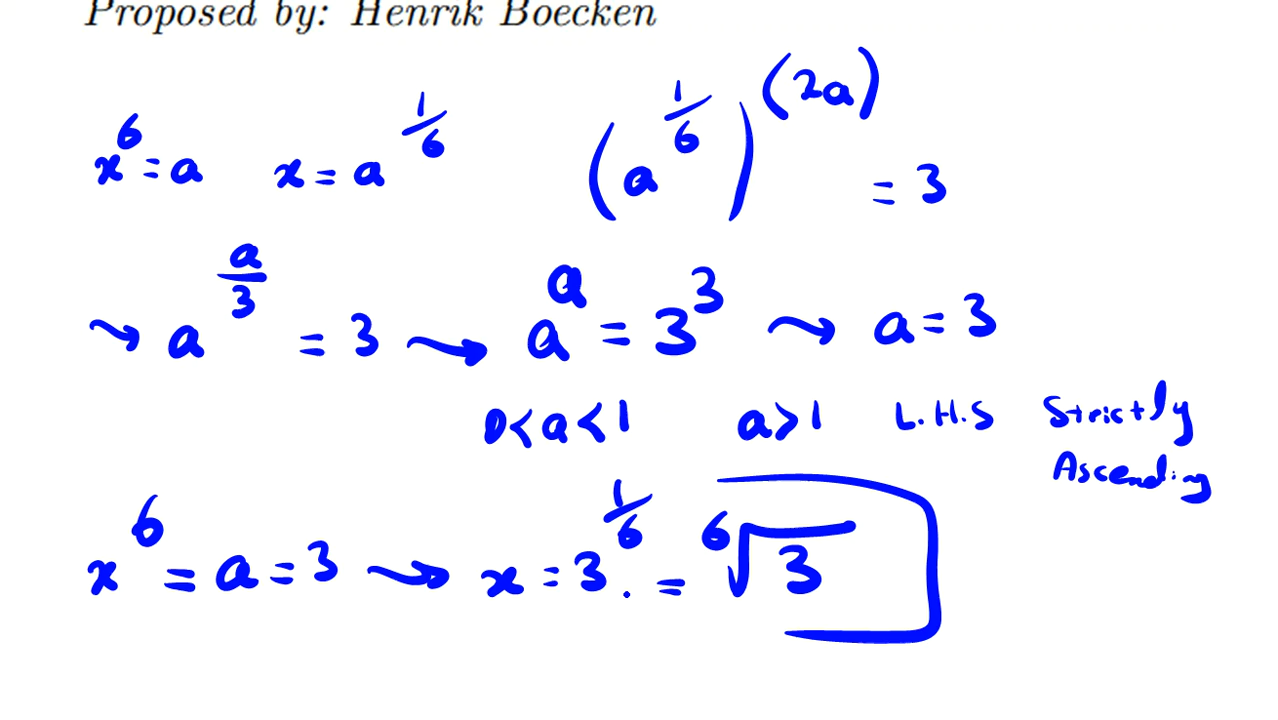 Proposed by: Henrik Boecken
x^6 = a x = a^{1/6} (a^{1/6})^{(2a)} = 3
⤳ a^{a/3} = 3 ⤳ a^a = 3^3 ⤳ a = 3
0<a<1 a>1 L.H.S Strictly
Ascending
x^6 = a = 3 ⤳ x = 3^{1/6}. = ⁶√3